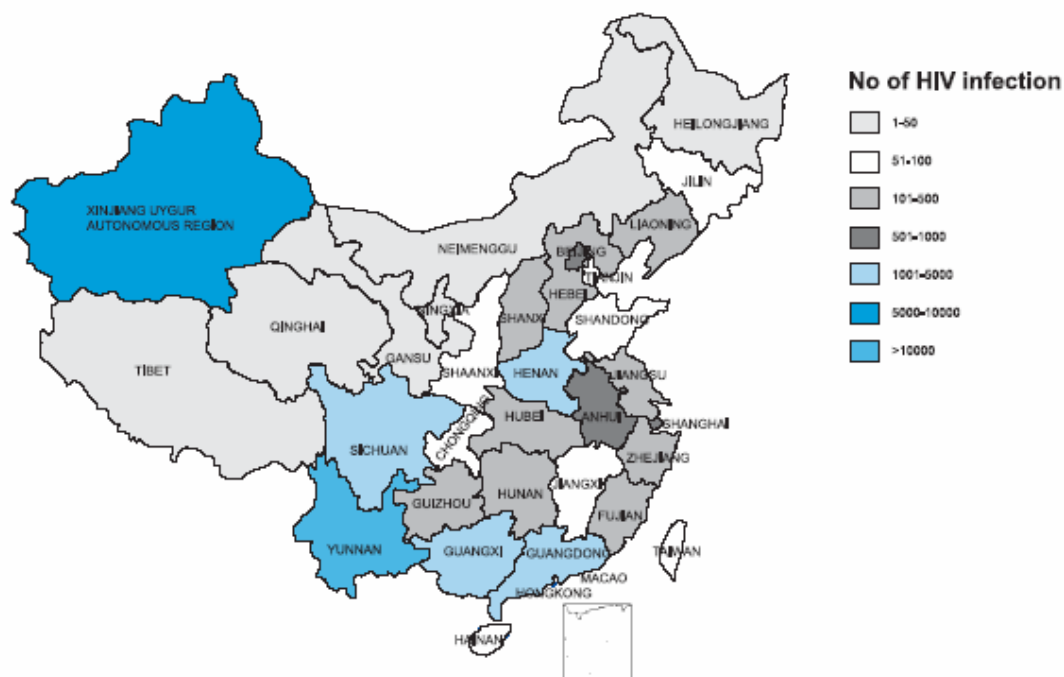 No of HIV infection
1-50
51-100
101-500
501-1000
1001-5000
5000-10000
>10000
HEILONGJIANG
JILIN
LIAONING
XINJIANG UYGUR
AUTONOMOUS REGION
NEIMENGGU
BEIJING
TIANJIN
HEBEI
NINGXIA
SHANXI
SHANDONG
QINGHAI
GANSU
SHAANXI
HENAN
JIANGSU
TIBET
CHONGQING
HUBEI
ANHUI
SHANGHAI
SICHUAN
ZHEJIANG
JIANGXI
HUNAN
GUIZHOU
FUJIAN
YUNNAN
GUANGXI
GUANGDONG
TAIWAN
MACAO
HONGKONG
HAINAN